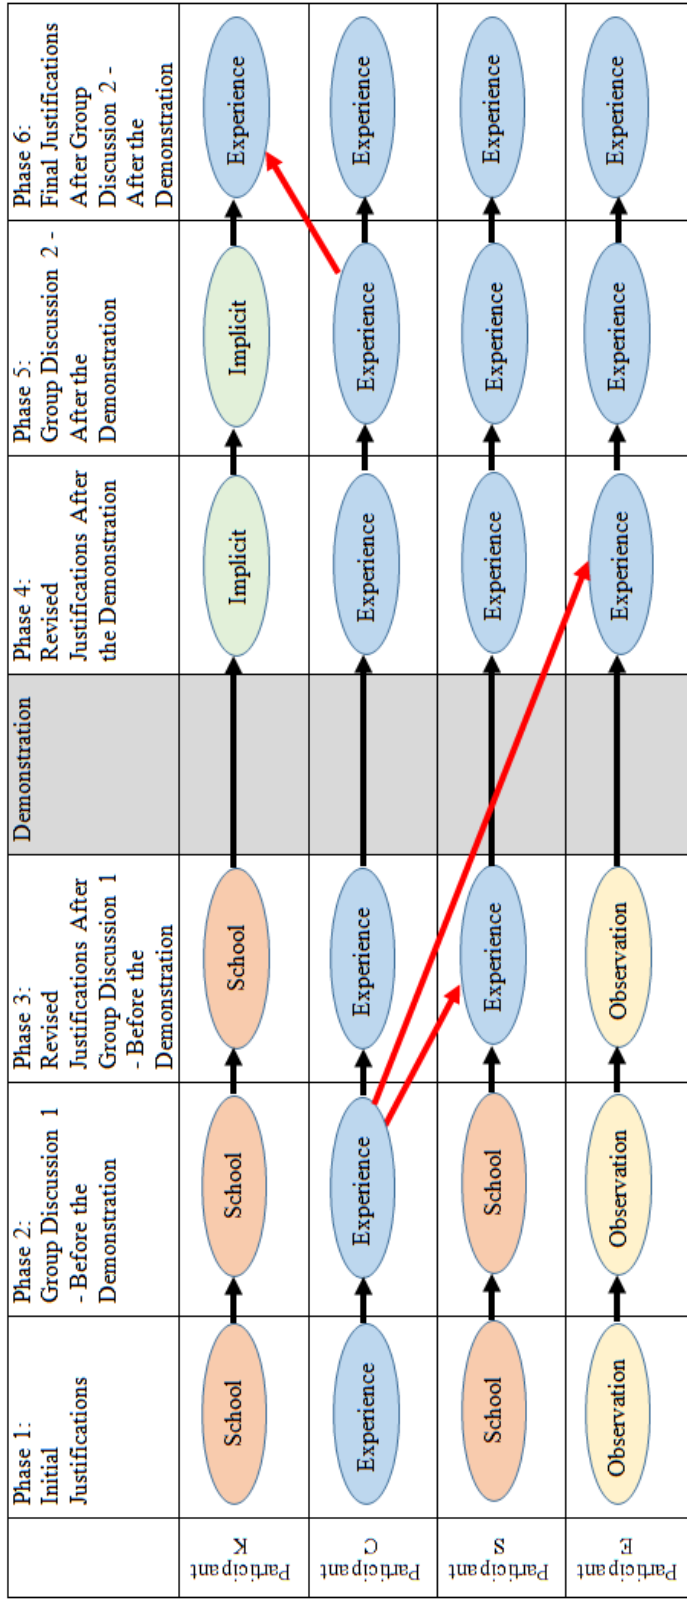 Phase 1:
Initial
Justifications
Phase 2:
Group Discussion 1
- Before the
Demonstration
Phase 3:
Revised
Justifications After
Group Discussion 1
- Before the
Demonstration
Demonstration
Phase 4:
Revised
Justifications After
the Demonstration
Phase 5:
Group Discussion 2 -
After the
Demonstration
Phase 6:
Final Justifications
After Group
Discussion 2 -
After the
Demonstration
Participant
K
School
School
School
Implicit
Implicit
Experience
Participant
C
Experience
Experience
Experience
Experience
Experience
Experience
Participant
S
School
School
Experience
Experience
Experience
Experience
Participant
E
Observation
Observation
Observation
Experience
Experience
Experience